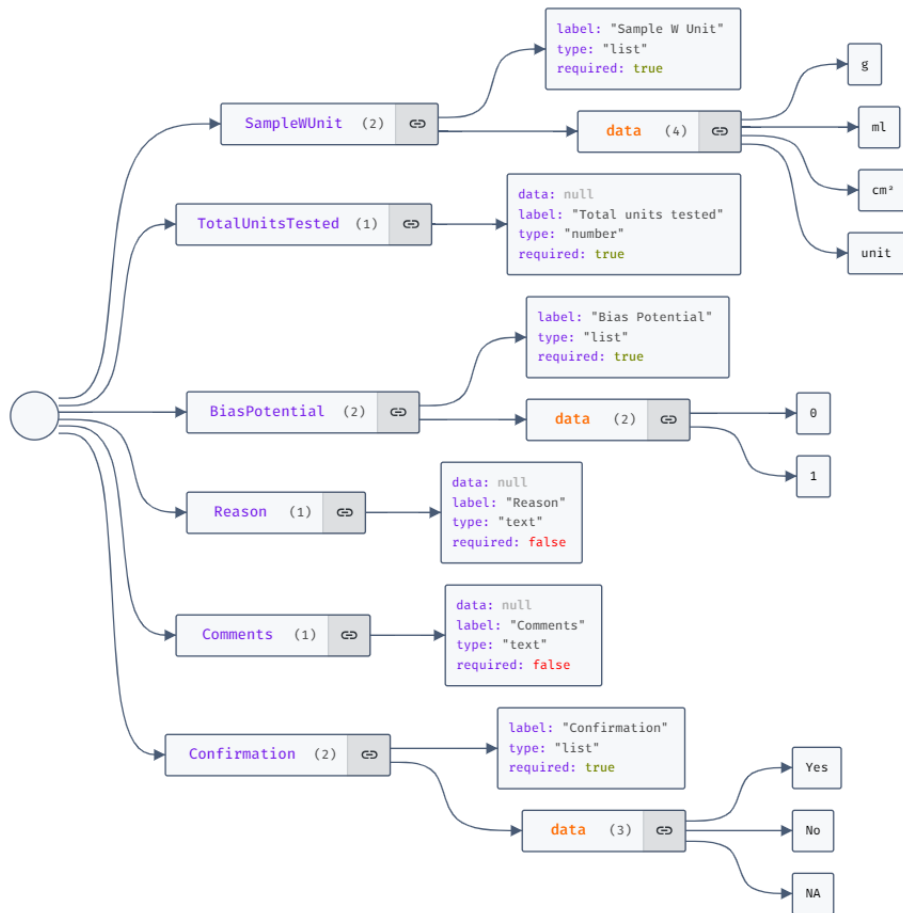 label: "Sample W Unit"
type: "list"
required: true
g
SampleWUnit (2)
data (4)
ml
cm²
unit
data: null
label: "Total units tested"
type: "number"
required: true
TotalUnitsTested (1)
label: "Bias Potential"
type: "list"
required: true
BiasPotential (2)
data (2)
0
1
data: null
label: "Reason"
type: "text"
required: false
Reason (1)
data: null
label: "Comments"
type: "text"
required: false
Comments (1)
label: "Confirmation"
type: "list"
required: true
Confirmation (2)
data (3)
Yes
No
NA